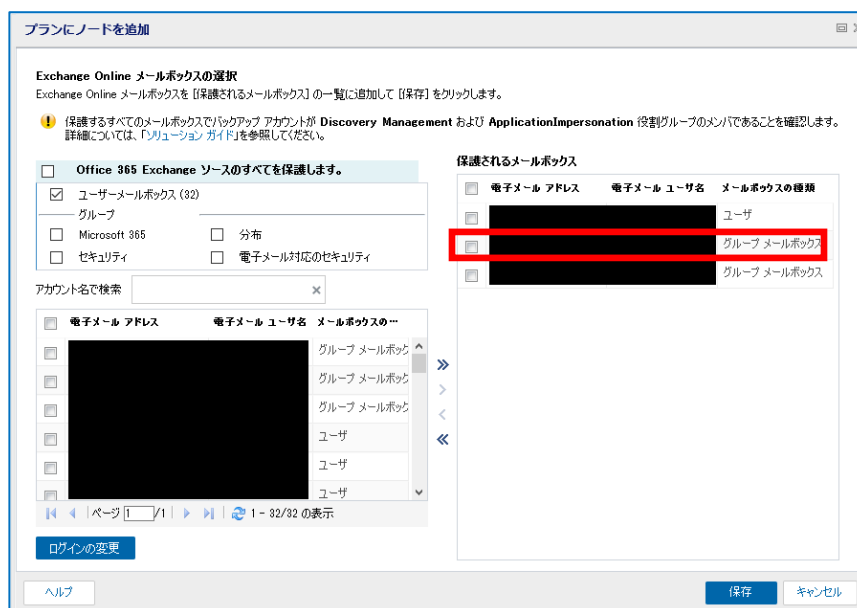 プランにノードを追加
Exchange Online メールボックスの選択
Exchange Online メールボックスを [保護されるメールボックス] の一覧に追加して [保存] をクリックします。
保護するすべてのメールボックスでバックアップ アカウントが Discovery Management および ApplicationImpersonation 役割グループのメンバであることを確認します。
詳細については、「ソリューション ガイド」を参照してください。
Office 365 Exchange ソースのすべてを保護します。
ユーザーメールボックス (32)
グループ
Microsoft 365 分布
セキュリティ 電子メール対応のセキュリティ
アカウント名で検索
電子メール アドレス 電子メール ユーザ名 メールボックスの…
グループ メールボック
グループ メールボック
グループ メールボック
ユーザ
ユーザ
ユーザ
ページ 1 /1 1 - 32/32 の表示
ログインの変更
保護されるメールボックス
電子メール アドレス 電子メール ユーザ名 メールボックスの種類
ユーザ
グループ メールボックス
グループ メールボックス
ヘルプ 保存 キャンセル